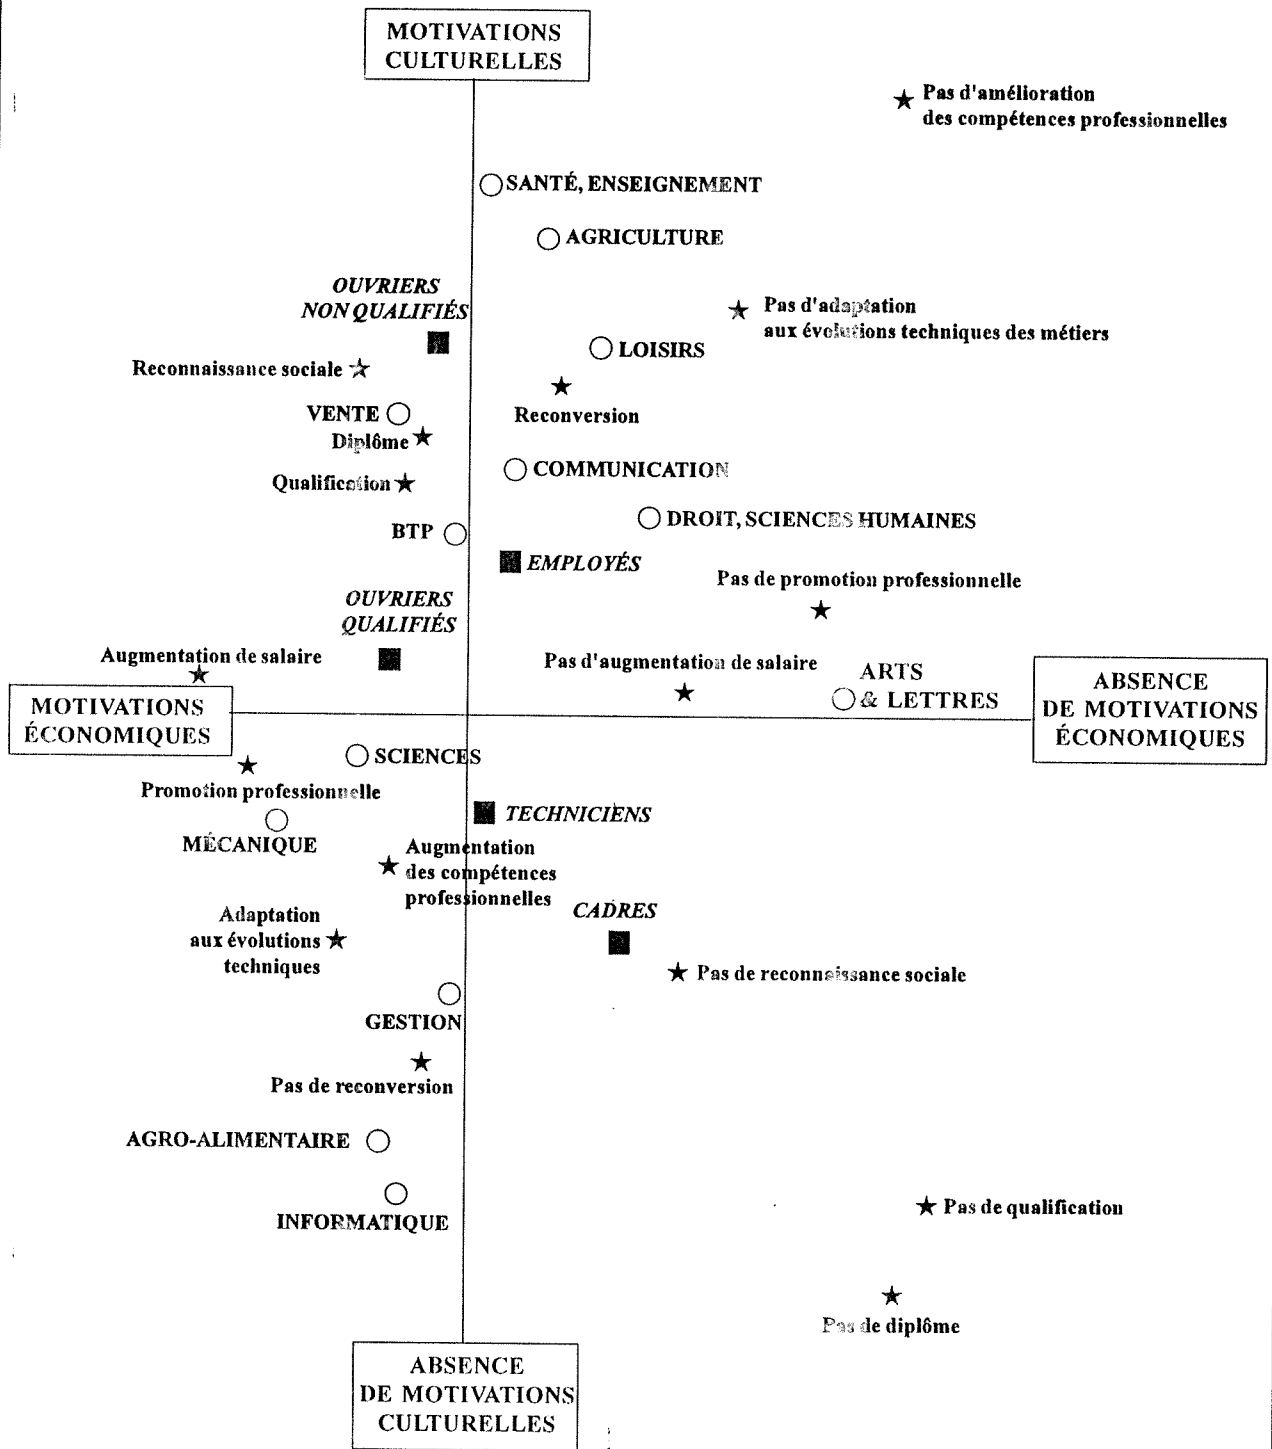 MOTIVATIONS
CULTURELLES
Pas d'amélioration
des compétences professionnelles
SANTÉ, ENSEIGNEMENT
AGRICULTURE
OUVRIERS
NON QUALIFIÉS
Pas d'adaptation
aux évolutions techniques des métiers
LOISIRS
Reconnaissance sociale
Reconversion
VENTE
Diplôme
COMMUNICATION
Qualification
DROIT, SCIENCES HUMAINES
BTP
EMPLOYÉS
Pas de promotion professionnelle
OUVRIERS
QUALIFIÉS
Augmentation de salaire
Pas d'augmentation de salaire
ARTS
& LETTRES
MOTIVATIONS
ÉCONOMIQUES
ABSENCE
DE MOTIVATIONS
ÉCONOMIQUES
SCIENCES
Promotion professionnelle
TECHNICIENS
MÉCANIQUE
Augmentation
des compétences
professionnelles
CADRES
Adaptation
aux évolutions
techniques
Pas de reconnaissance sociale
GESTION
Pas de reconversion
AGRO-ALIMENTAIRE
INFORMATIQUE
Pas de qualification
Pas de diplôme
ABSENCE
DE MOTIVATIONS
CULTURELLES